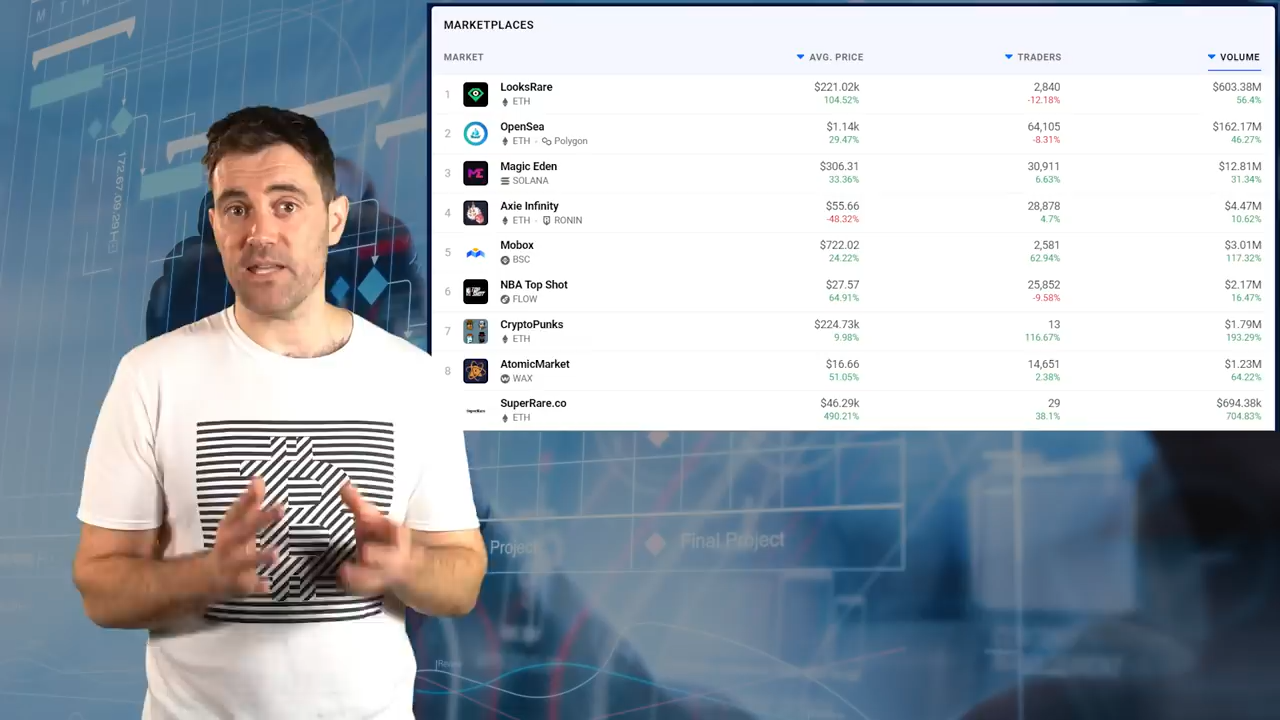 MARKETPLACES
MARKET AVG. PRICE TRADERS VOLUME
1 LooksRare $221.02k 2,840 $603.38M
ETH 104.52% -12.18% 56.4%
2 OpenSea $1.14k 64,105 $162.17M
ETH · Polygon 29.47% -8.31% 46.27%
3 Magic Eden $306.31 30,911 $12.81M
SOLANA 33.36% 6.63% 31.34%
4 Axie Infinity $55.66 28,878 $4.47M
ETH · RONIN -48.32% 4.7% 10.62%
5 Mobox $722.02 2,581 $3.01M
BSC 24.22% 62.94% 117.32%
6 NBA Top Shot $27.57 25,852 $2.17M
FLOW 64.91% -9.58% 16.47%
7 CryptoPunks $224.73k 13 $1.79M
ETH 9.98% 116.67% 193.29%
8 AtomicMarket $16.66 14,651 $1.23M
WAX 51.05% 2.38% 64.22%
SuperRare.co $46.29k 29 $694.38k
ETH 490.21% 38.1% 704.83%
Project Final Project